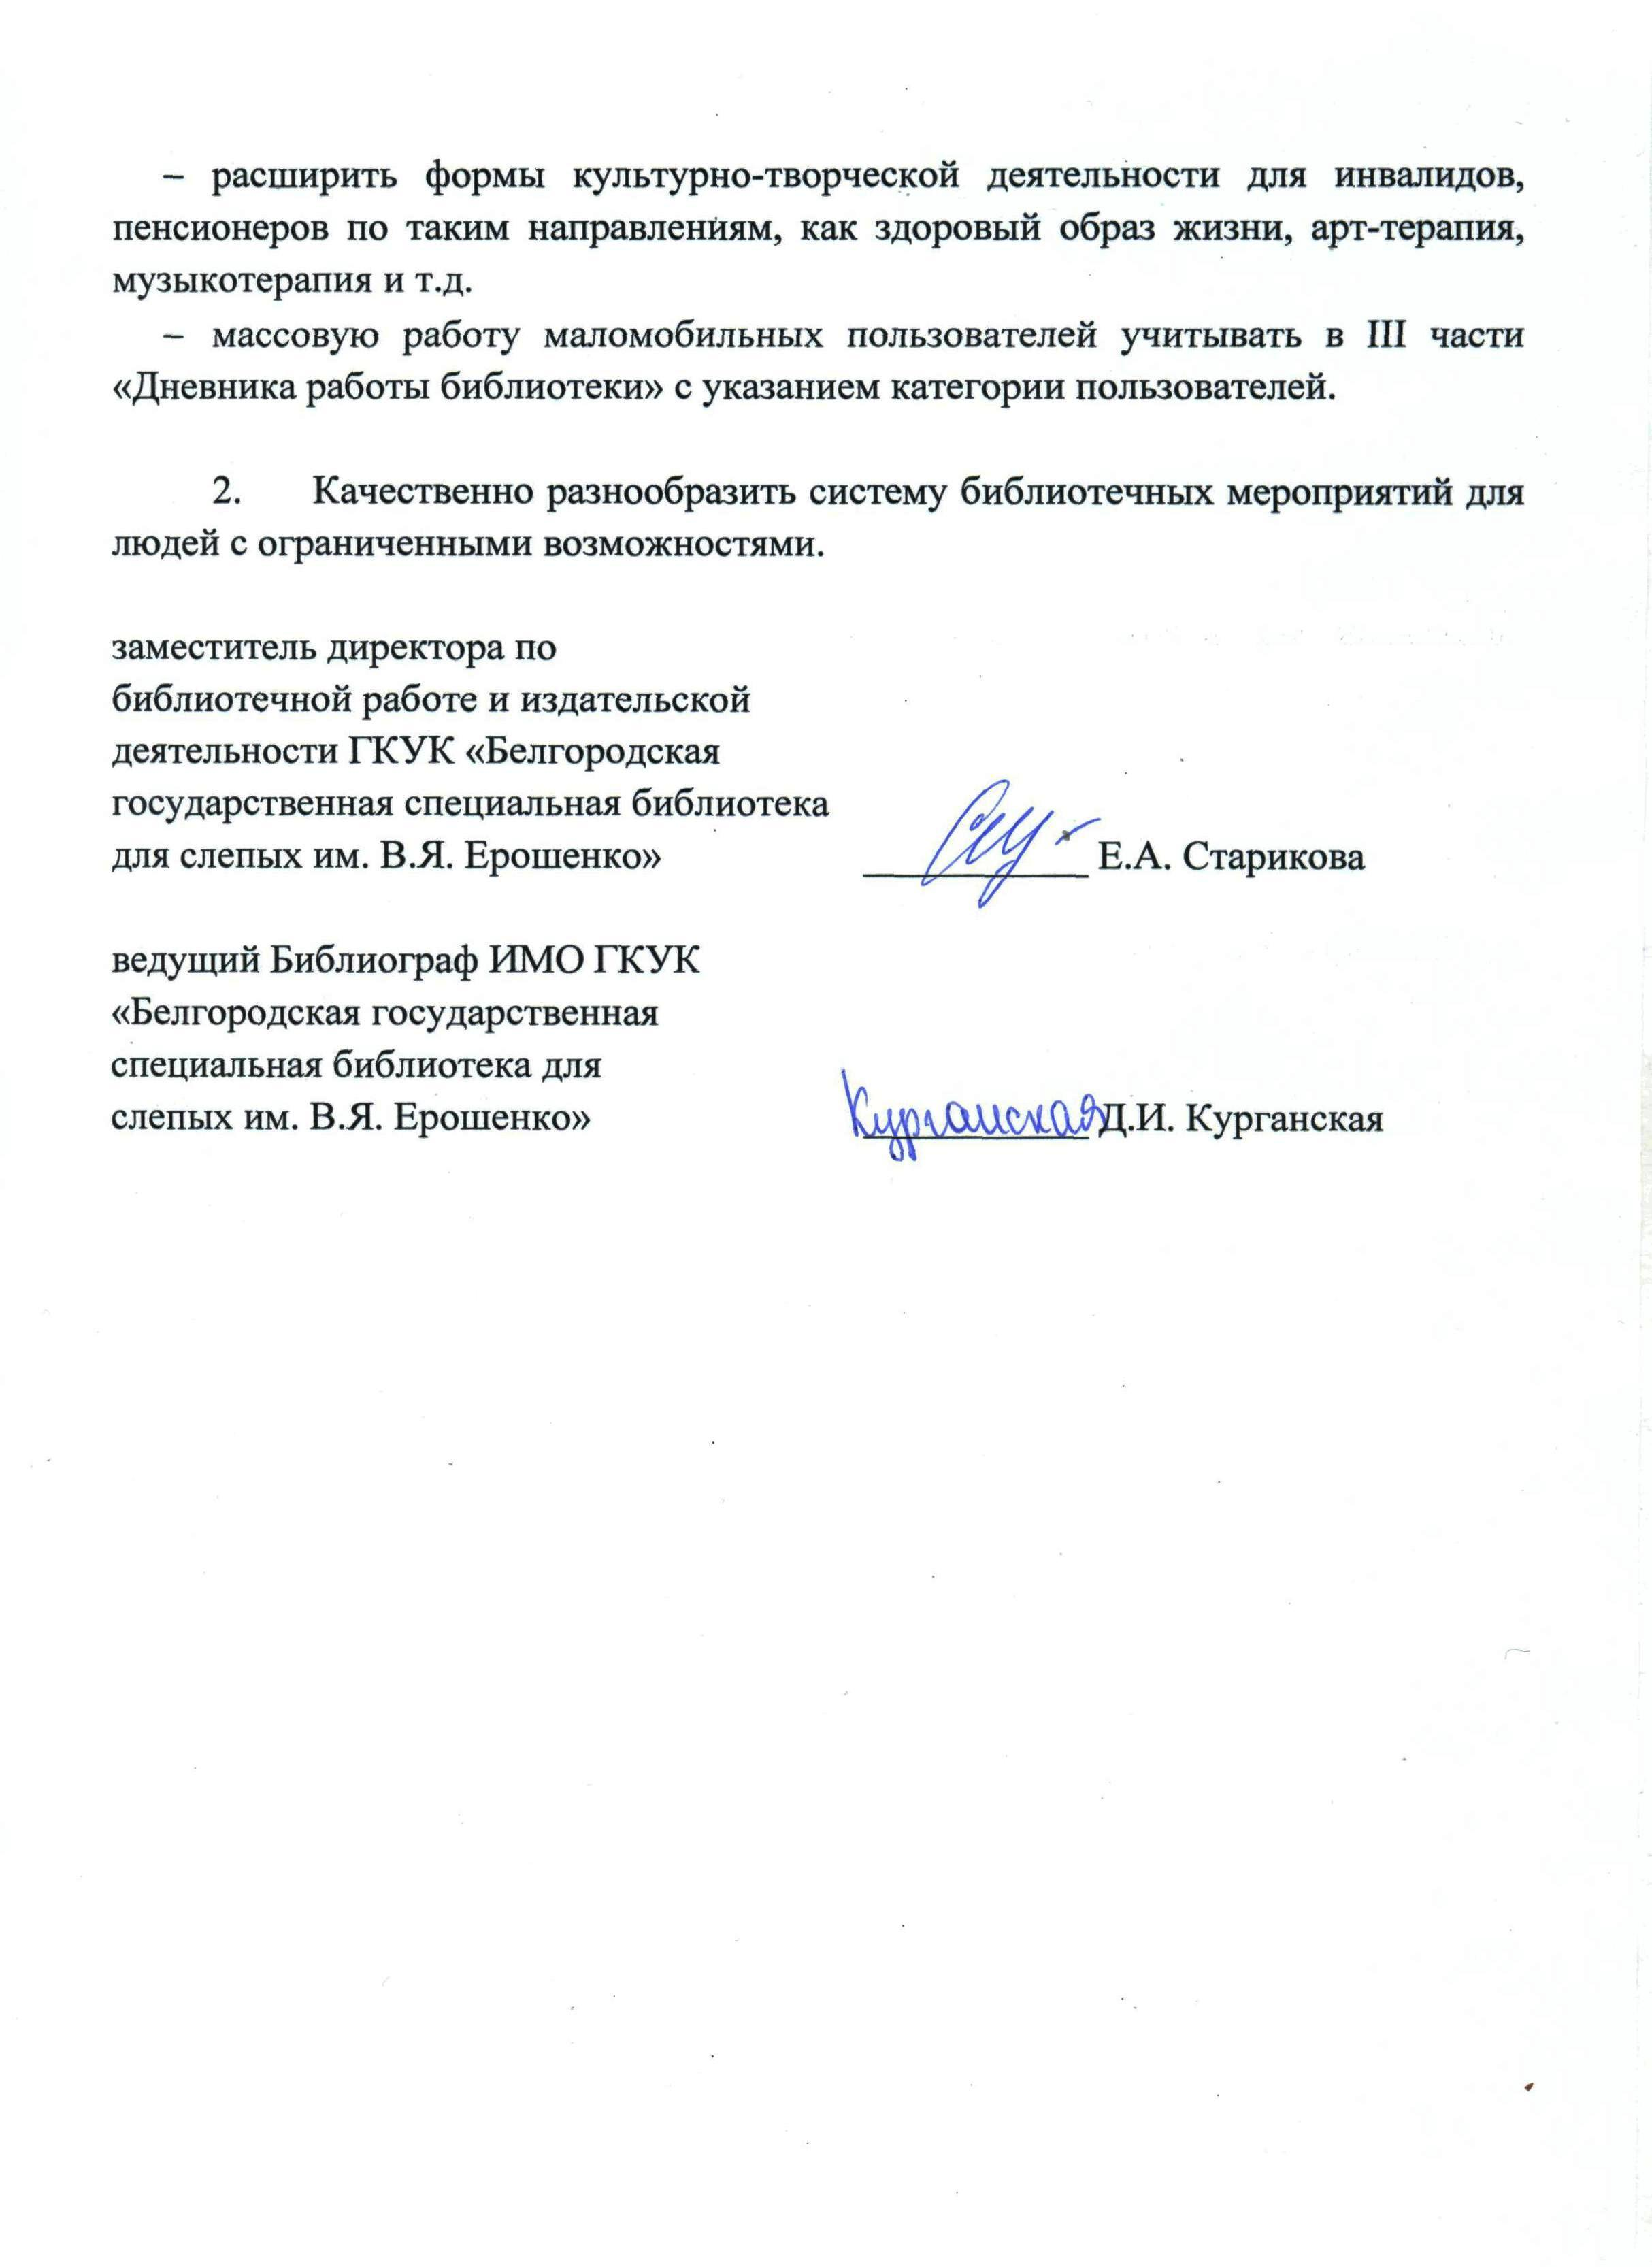 – расширить формы культурно-творческой деятельности для инвалидов,
пенсионеров по таким направлениям, как здоровый образ жизни, арт-терапия,
музыкотерапия и т.д.
– массовую работу маломобильных пользователей учитывать в III части
«Дневника работы библиотеки» с указанием категории пользователей.
2. Качественно разнообразить систему библиотечных мероприятий для
людей с ограниченными возможностями.
заместитель директора по
библиотечной работе и издательской
деятельности ГКУК «Белгородская
государственная специальная библиотека
для слепых им. В.Я. Ерошенко» Е.А. Старикова
ведущий Библиограф ИМО ГКУК
«Белгородская государственная
специальная библиотека для
слепых им. В.Я. Ерошенко» Курганская Д.И. Курганская